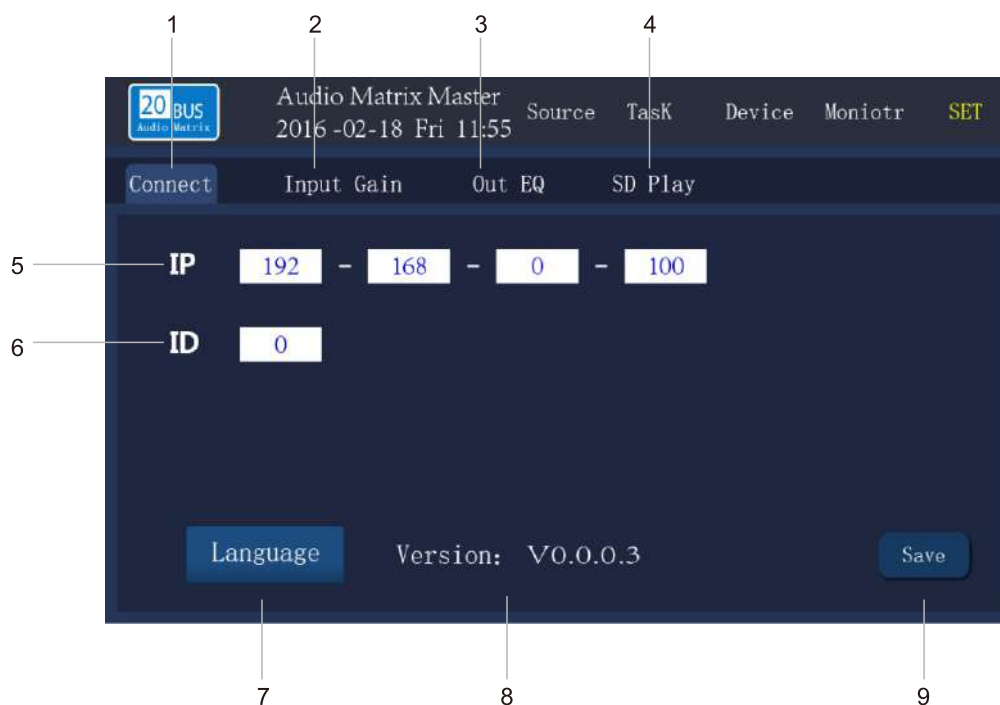 1 2 3 4
20 BUS
Audio Matrix
Audio Matrix Master
2016 -02-18 Fri 11:55
Source TasK Device Moniotr SET
Connect Input Gain Out EQ SD Play
5 IP 192 - 168 - 0 - 100
6 ID 0
Language Version: V0.0.0.3 Save
7 8 9